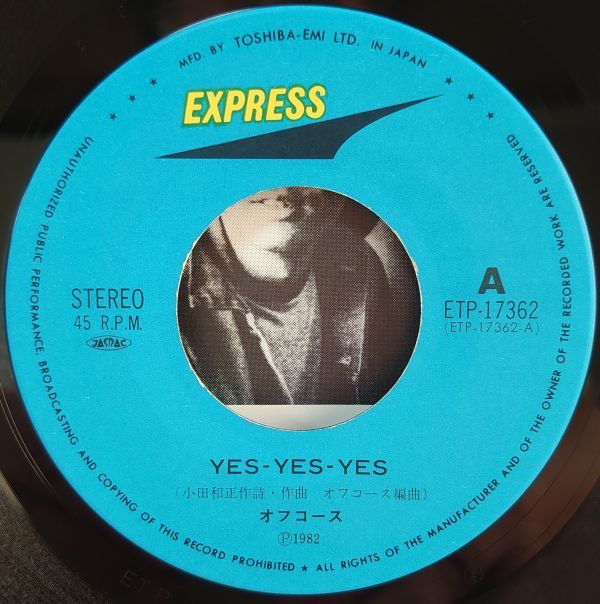 MFD. BY TOSHIBA-EMI LTD. IN JAPAN
EXPRESS
STEREO
45 R.P.M.
JASRAC
A
ETP-17362
(ETP-17362-A)
YES-YES-YES
(小田和正作詩・作曲 オフコース編曲)
オフコース
Ⓟ1982
UNAUTHORIZED PUBLIC PERFORMANCE, BROADCASTING AND COPYING OF THIS RECORD PROHIBITED ★ ALL RIGHTS OF THE MANUFACTURER AND OF THE OWNER OF THE RECORDED WORK ARE RESERVED